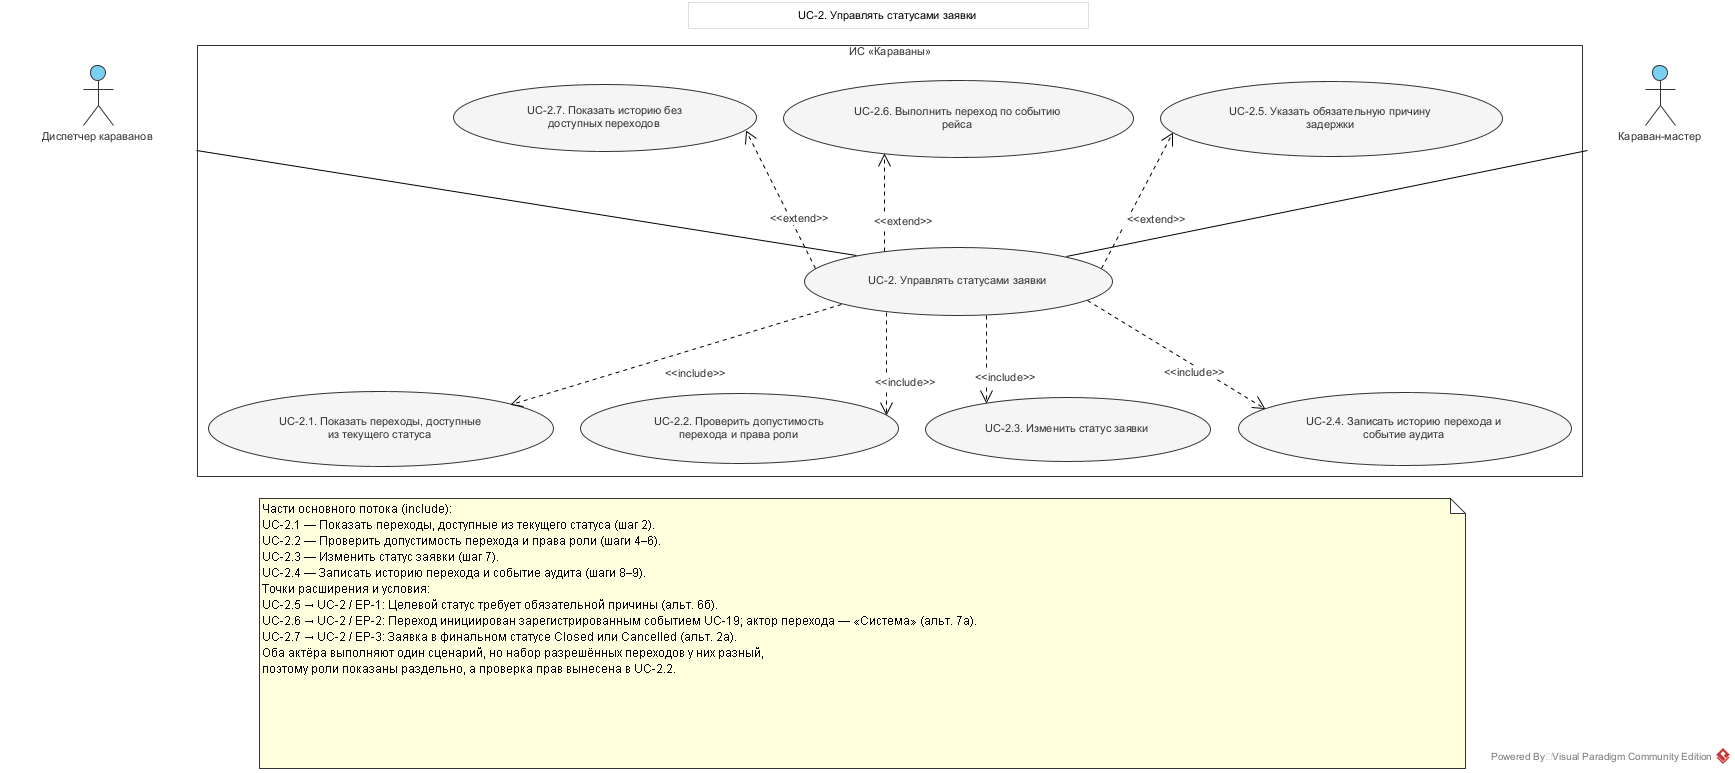 UC-2. Управлять статусами заявки
ИС «Караваны»
Диспетчер караванов
Караван-мастер
UC-2.7. Показать историю без
доступных переходов
UC-2.6. Выполнить переход по событию
рейса
UC-2.5. Указать обязательную причину
задержки
<<extend>>
<<extend>>
<<extend>>
UC-2. Управлять статусами заявки
<<include>>
<<include>>
<<include>>
<<include>>
UC-2.1. Показать переходы, доступные
из текущего статуса
UC-2.2. Проверить допустимость
перехода и права роли
UC-2.3. Изменить статус заявки
UC-2.4. Записать историю перехода и
событие аудита
Части основного потока (include):
UC-2.1 — Показать переходы, доступные из текущего статуса (шаг 2).
UC-2.2 — Проверить допустимость перехода и права роли (шаги 4–6).
UC-2.3 — Изменить статус заявки (шаг 7).
UC-2.4 — Записать историю перехода и событие аудита (шаги 8–9).
Точки расширения и условия:
UC-2.5 → UC-2 / EP-1: Целевой статус требует обязательной причины (альт. 6б).
UC-2.6 → UC-2 / EP-2: Переход инициирован зарегистрированным событием UC-19; актор перехода — «Система» (альт. 7а).
UC-2.7 → UC-2 / EP-3: Заявка в финальном статусе Closed или Cancelled (альт. 2а).
Оба актёра выполняют один сценарий, но набор разрешённых переходов у них разный,
поэтому роли показаны раздельно, а проверка прав вынесена в UC-2.2.
Powered By Visual Paradigm Community Edition